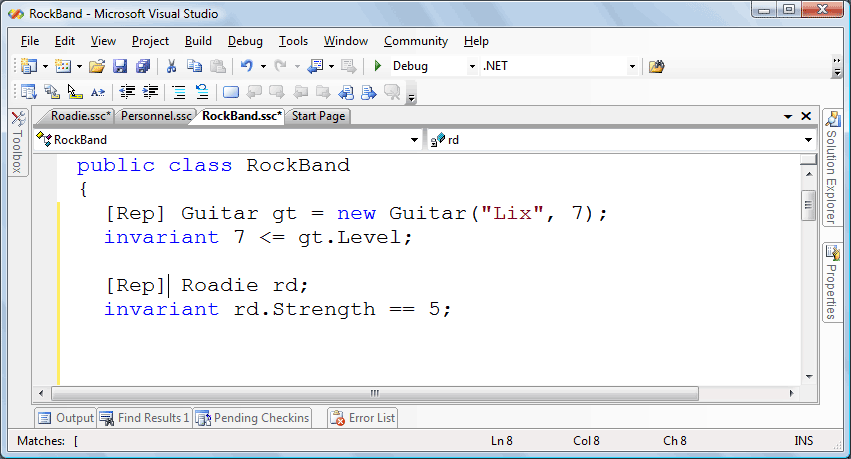 RockBand - Microsoft Visual Studio
File Edit View Project Build Debug Tools Window Community Help
Debug .NET
Roadie.ssc* Personnel.ssc RockBand.ssc* Start Page
RockBand rd
Toolbox
public class RockBand
{
[Rep] Guitar gt = new Guitar("Lix", 7);
invariant 7 <= gt.Level;
[Rep] Roadie rd;
invariant rd.Strength == 5;
Solution Explorer
Properties
Output Find Results 1 Pending Checkins Error List
Matches: [ Ln 8 Col 8 Ch 8 INS